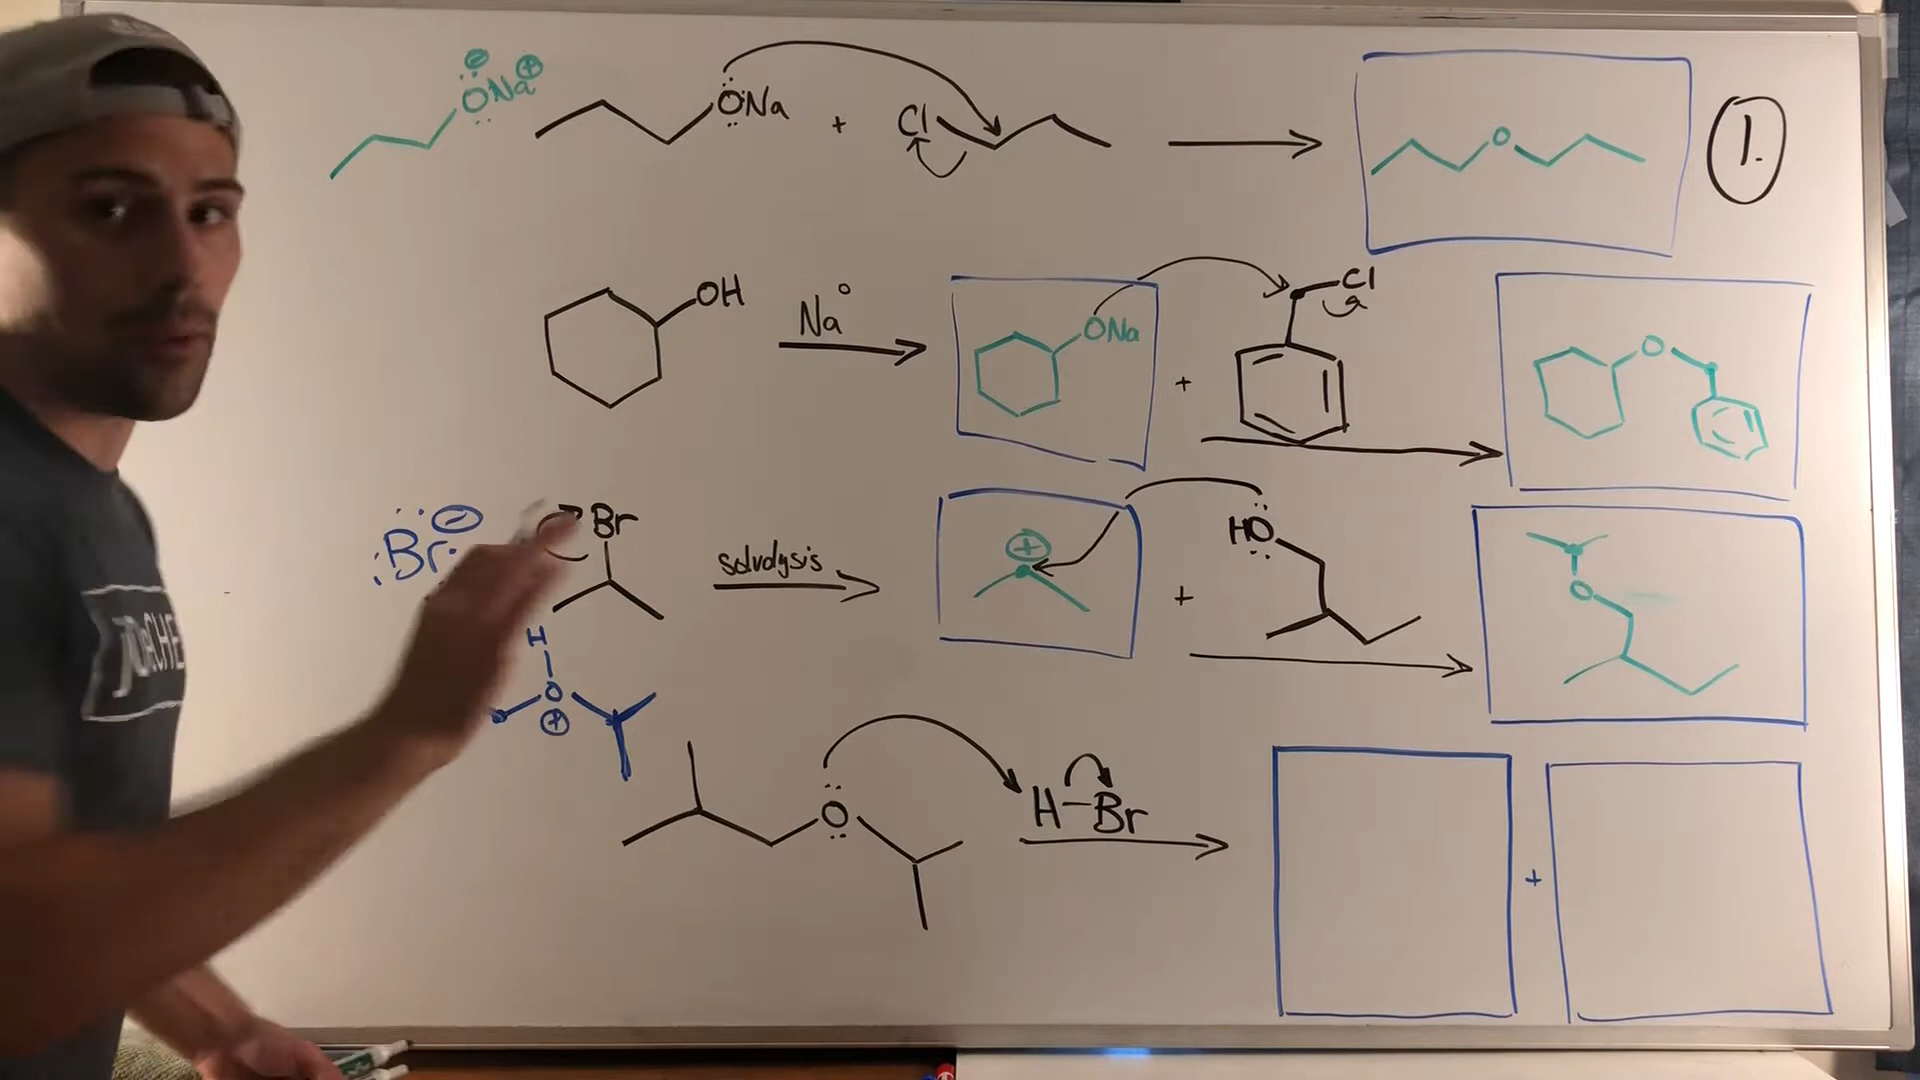 ONa ⊖ ⊕
ONa + Cl O 1.
OH Na° ONa + Cl O
Br ⊖ Br solvolysis ⊕ + HO O
H
O
⊕
O H-Br +